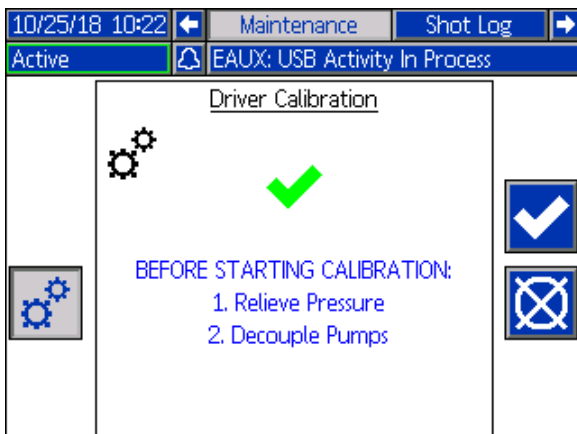 10/25/18 10:22 Maintenance Shot Log
Active EAUX: USB Activity In Process
Driver Calibration
BEFORE STARTING CALIBRATION:
1. Relieve Pressure
2. Decouple Pumps